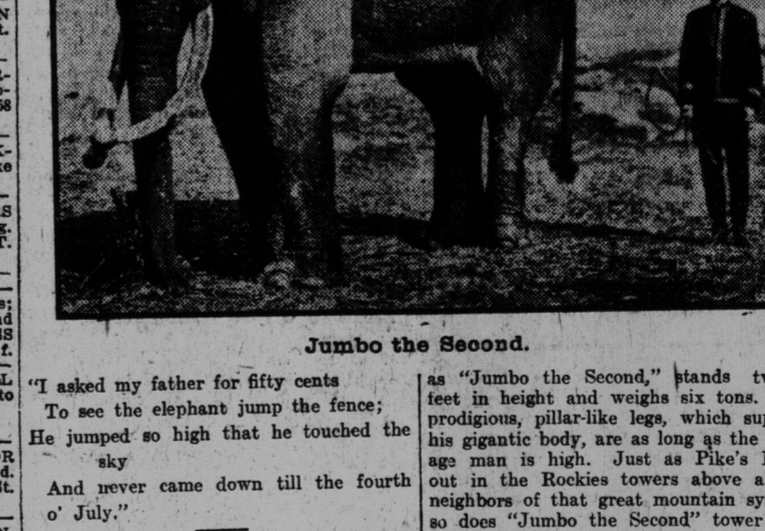 Jumbo the Second.
"I asked my father for fifty cents
To see the elephant jump the fence;
He jumped so high that he touched the
sky
And never came down till the fourth
o' July."
as "Jumbo the Second," stands
feet in height and weighs six tons.
prodigious, pillar-like legs, which
his gigantic body, are as long as the
age man is high. Just as Pike's
out in the Rockies towers above
neighbors of that great mountain
so does "Jumbo the Second" tower